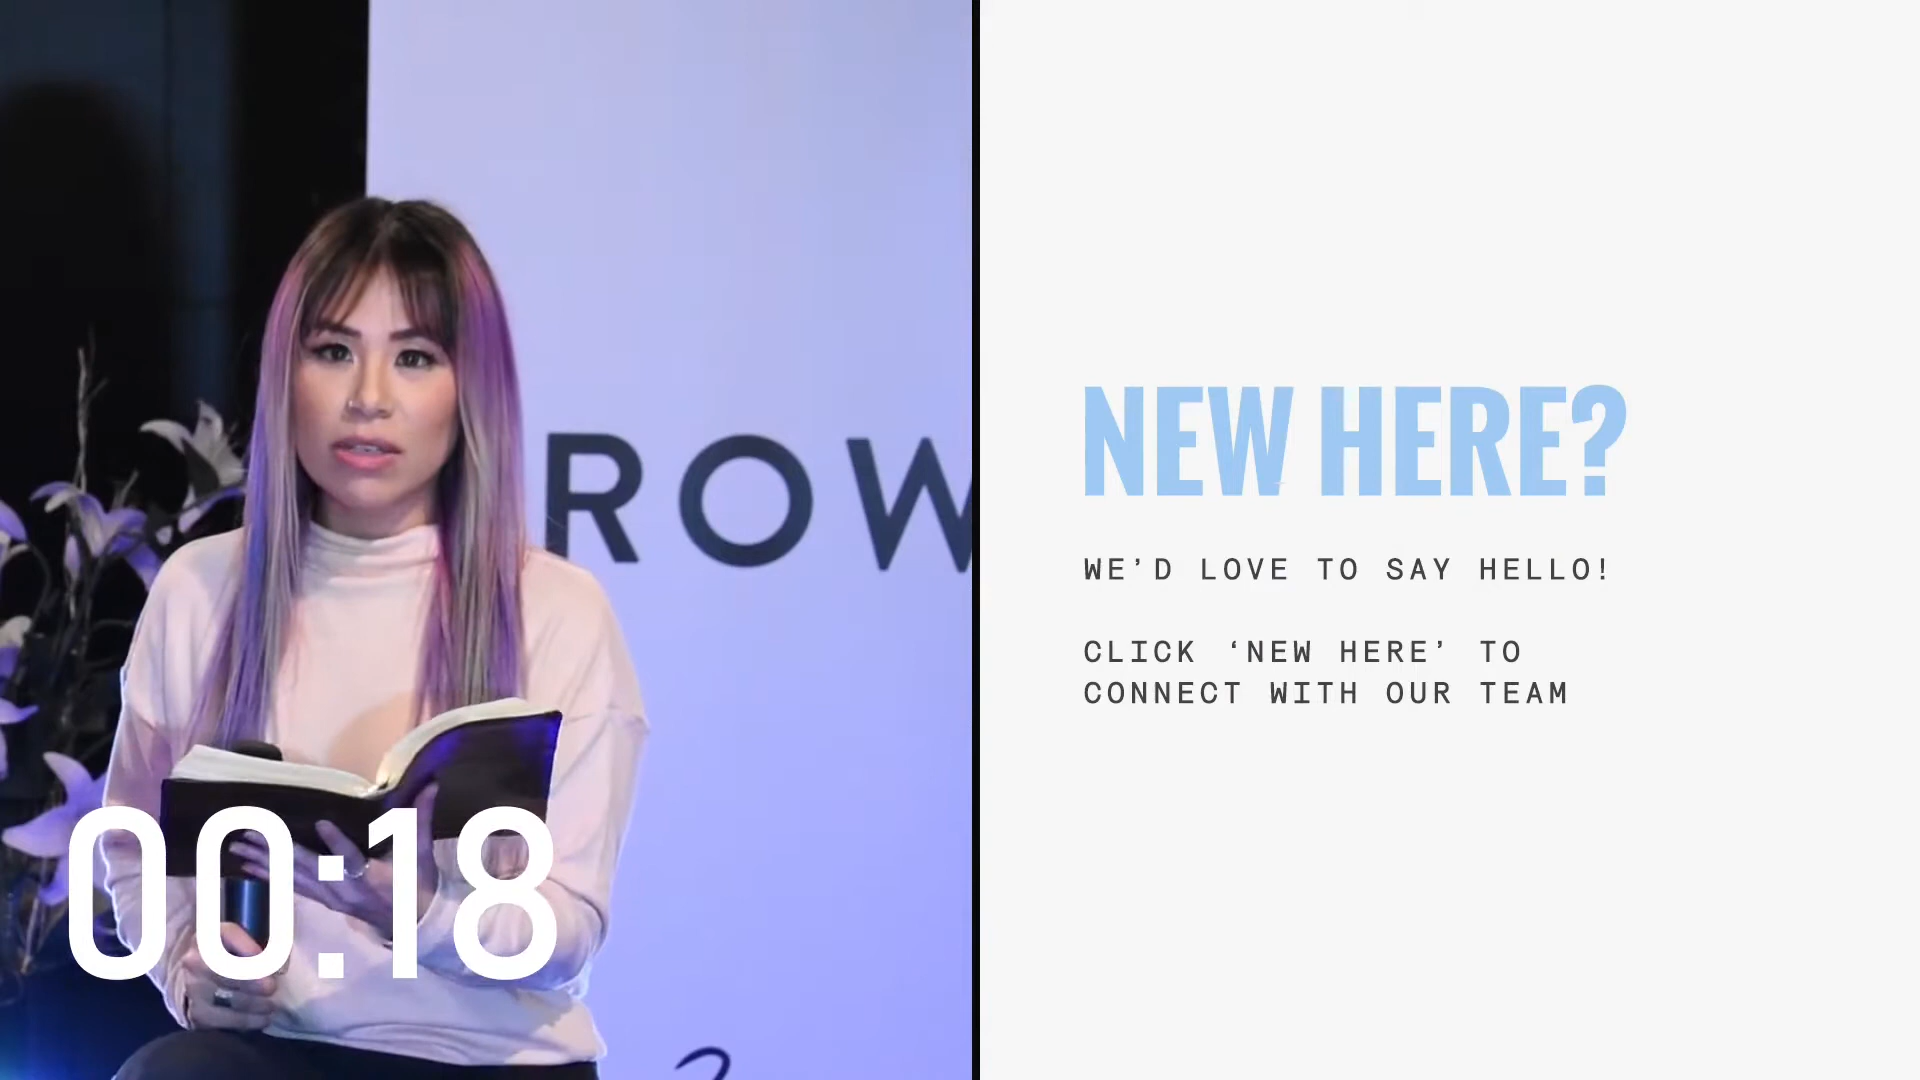 ROW
00:18
NEW HERE?
WE’D LOVE TO SAY HELLO!
CLICK ‘NEW HERE’ TO
CONNECT WITH OUR TEAM